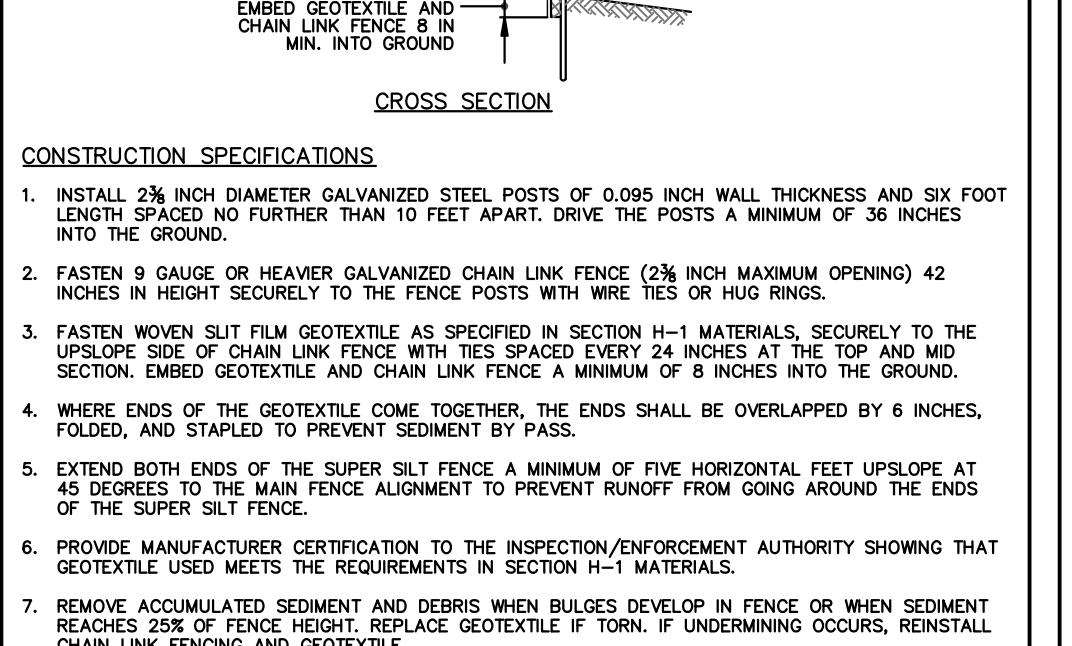 EMBED GEOTEXTILE AND
CHAIN LINK FENCE 8 IN
MIN. INTO GROUND
CROSS SECTION
CONSTRUCTION SPECIFICATIONS
1. INSTALL 2⅜ INCH DIAMETER GALVANIZED STEEL POSTS OF 0.095 INCH WALL THICKNESS AND SIX FOOT
LENGTH SPACED NO FURTHER THAN 10 FEET APART. DRIVE THE POSTS A MINIMUM OF 36 INCHES
INTO THE GROUND.
2. FASTEN 9 GAUGE OR HEAVIER GALVANIZED CHAIN LINK FENCE (2⅜ INCH MAXIMUM OPENING) 42
INCHES IN HEIGHT SECURELY TO THE FENCE POSTS WITH WIRE TIES OR HUG RINGS.
3. FASTEN WOVEN SLIT FILM GEOTEXTILE AS SPECIFIED IN SECTION H-1 MATERIALS, SECURELY TO THE
UPSLOPE SIDE OF CHAIN LINK FENCE WITH TIES SPACED EVERY 24 INCHES AT THE TOP AND MID
SECTION. EMBED GEOTEXTILE AND CHAIN LINK FENCE A MINIMUM OF 8 INCHES INTO THE GROUND.
4. WHERE ENDS OF THE GEOTEXTILE COME TOGETHER, THE ENDS SHALL BE OVERLAPPED BY 6 INCHES,
FOLDED, AND STAPLED TO PREVENT SEDIMENT BY PASS.
5. EXTEND BOTH ENDS OF THE SUPER SILT FENCE A MINIMUM OF FIVE HORIZONTAL FEET UPSLOPE AT
45 DEGREES TO THE MAIN FENCE ALIGNMENT TO PREVENT RUNOFF FROM GOING AROUND THE ENDS
OF THE SUPER SILT FENCE.
6. PROVIDE MANUFACTURER CERTIFICATION TO THE INSPECTION/ENFORCEMENT AUTHORITY SHOWING THAT
GEOTEXTILE USED MEETS THE REQUIREMENTS IN SECTION H-1 MATERIALS.
7. REMOVE ACCUMULATED SEDIMENT AND DEBRIS WHEN BULGES DEVELOP IN FENCE OR WHEN SEDIMENT
REACHES 25% OF FENCE HEIGHT. REPLACE GEOTEXTILE IF TORN. IF UNDERMINING OCCURS, REINSTALL
CHAIN LINK FENCING AND GEOTEXTILE.